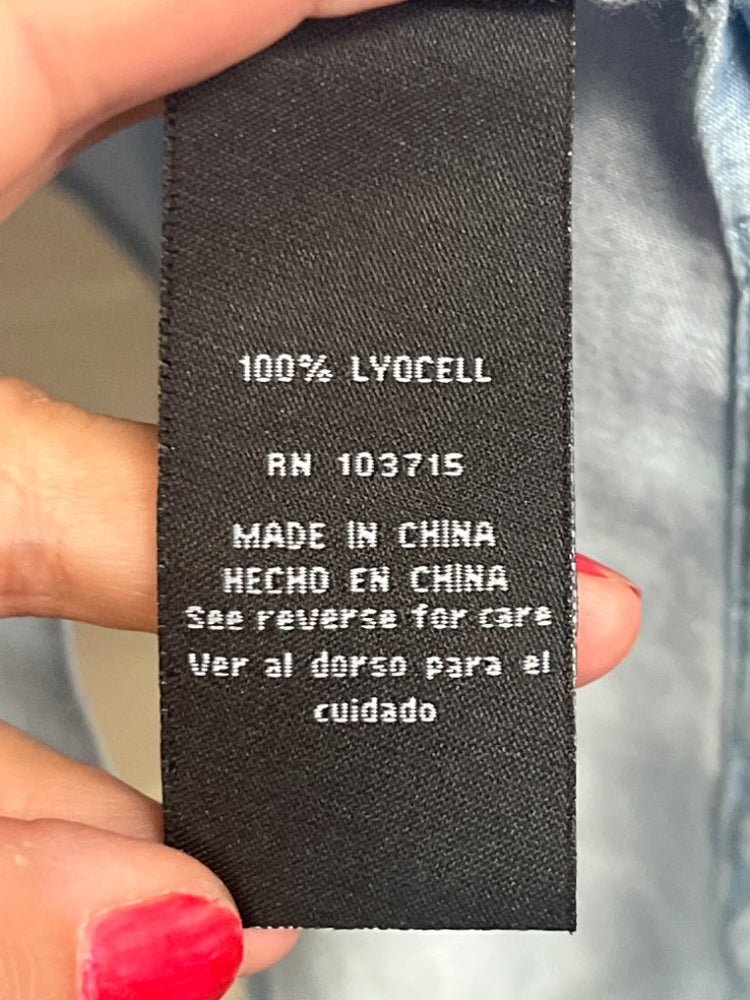 100% LYOCELL
RN 103715
MADE IN CHINA
HECHO EN CHINA
See reverse for care
Ver al dorso para el
cuidado